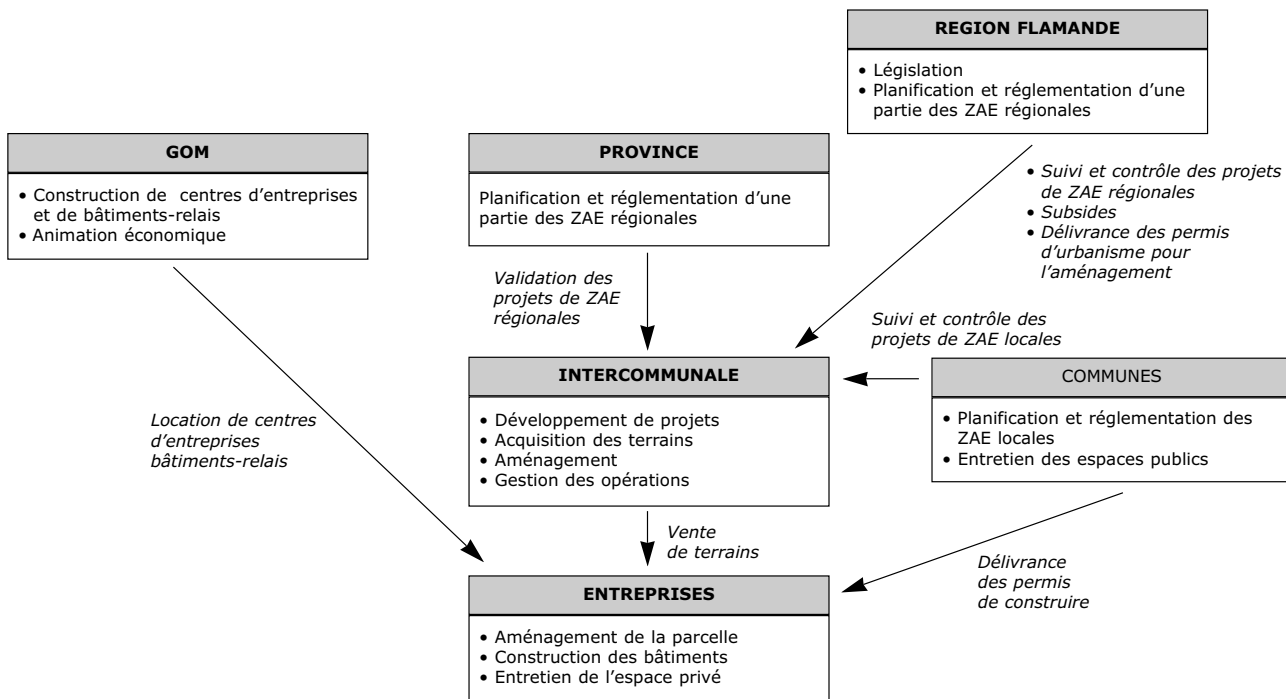 REGION FLAMANDE
• Législation
• Planification et réglementation d'une
partie des ZAE régionales
GOM
• Construction de centres d'entreprises
et de bâtiments-relais
• Animation économique
PROVINCE
Planification et réglementation d'une
partie des ZAE régionales
• Suivi et contrôle des projets
de ZAE régionales
• Subsides
• Délivrance des permis
d'urbanisme pour
l'aménagement
Validation des
projets de ZAE
régionales
Suivi et contrôle des
projets de ZAE locales
INTERCOMMUNALE
• Développement de projets
• Acquisition des terrains
• Aménagement
• Gestion des opérations
COMMUNES
• Planification et réglementation des
ZAE locales
• Entretien des espaces publics
Location de centres
d'entreprises
bâtiments-relais
Vente
de terrains
Délivrance
des permis
de construire
ENTREPRISES
• Aménagement de la parcelle
• Construction des bâtiments
• Entretien de l'espace privé